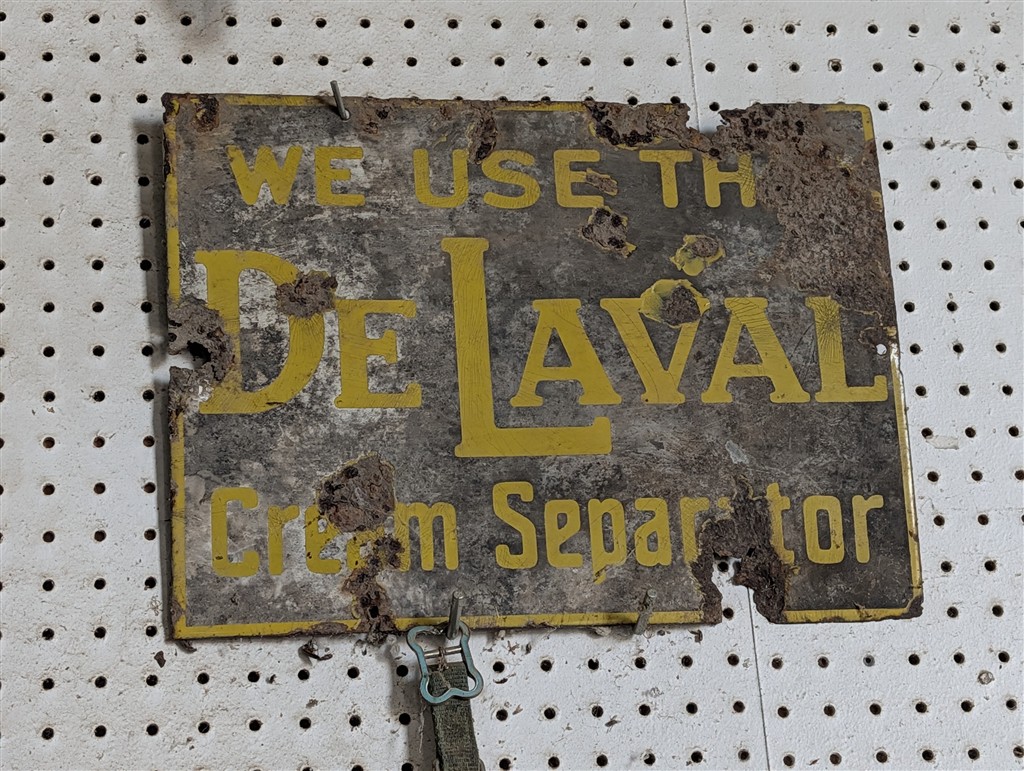 WE USE TH
DE LAVAL
Cream Separator